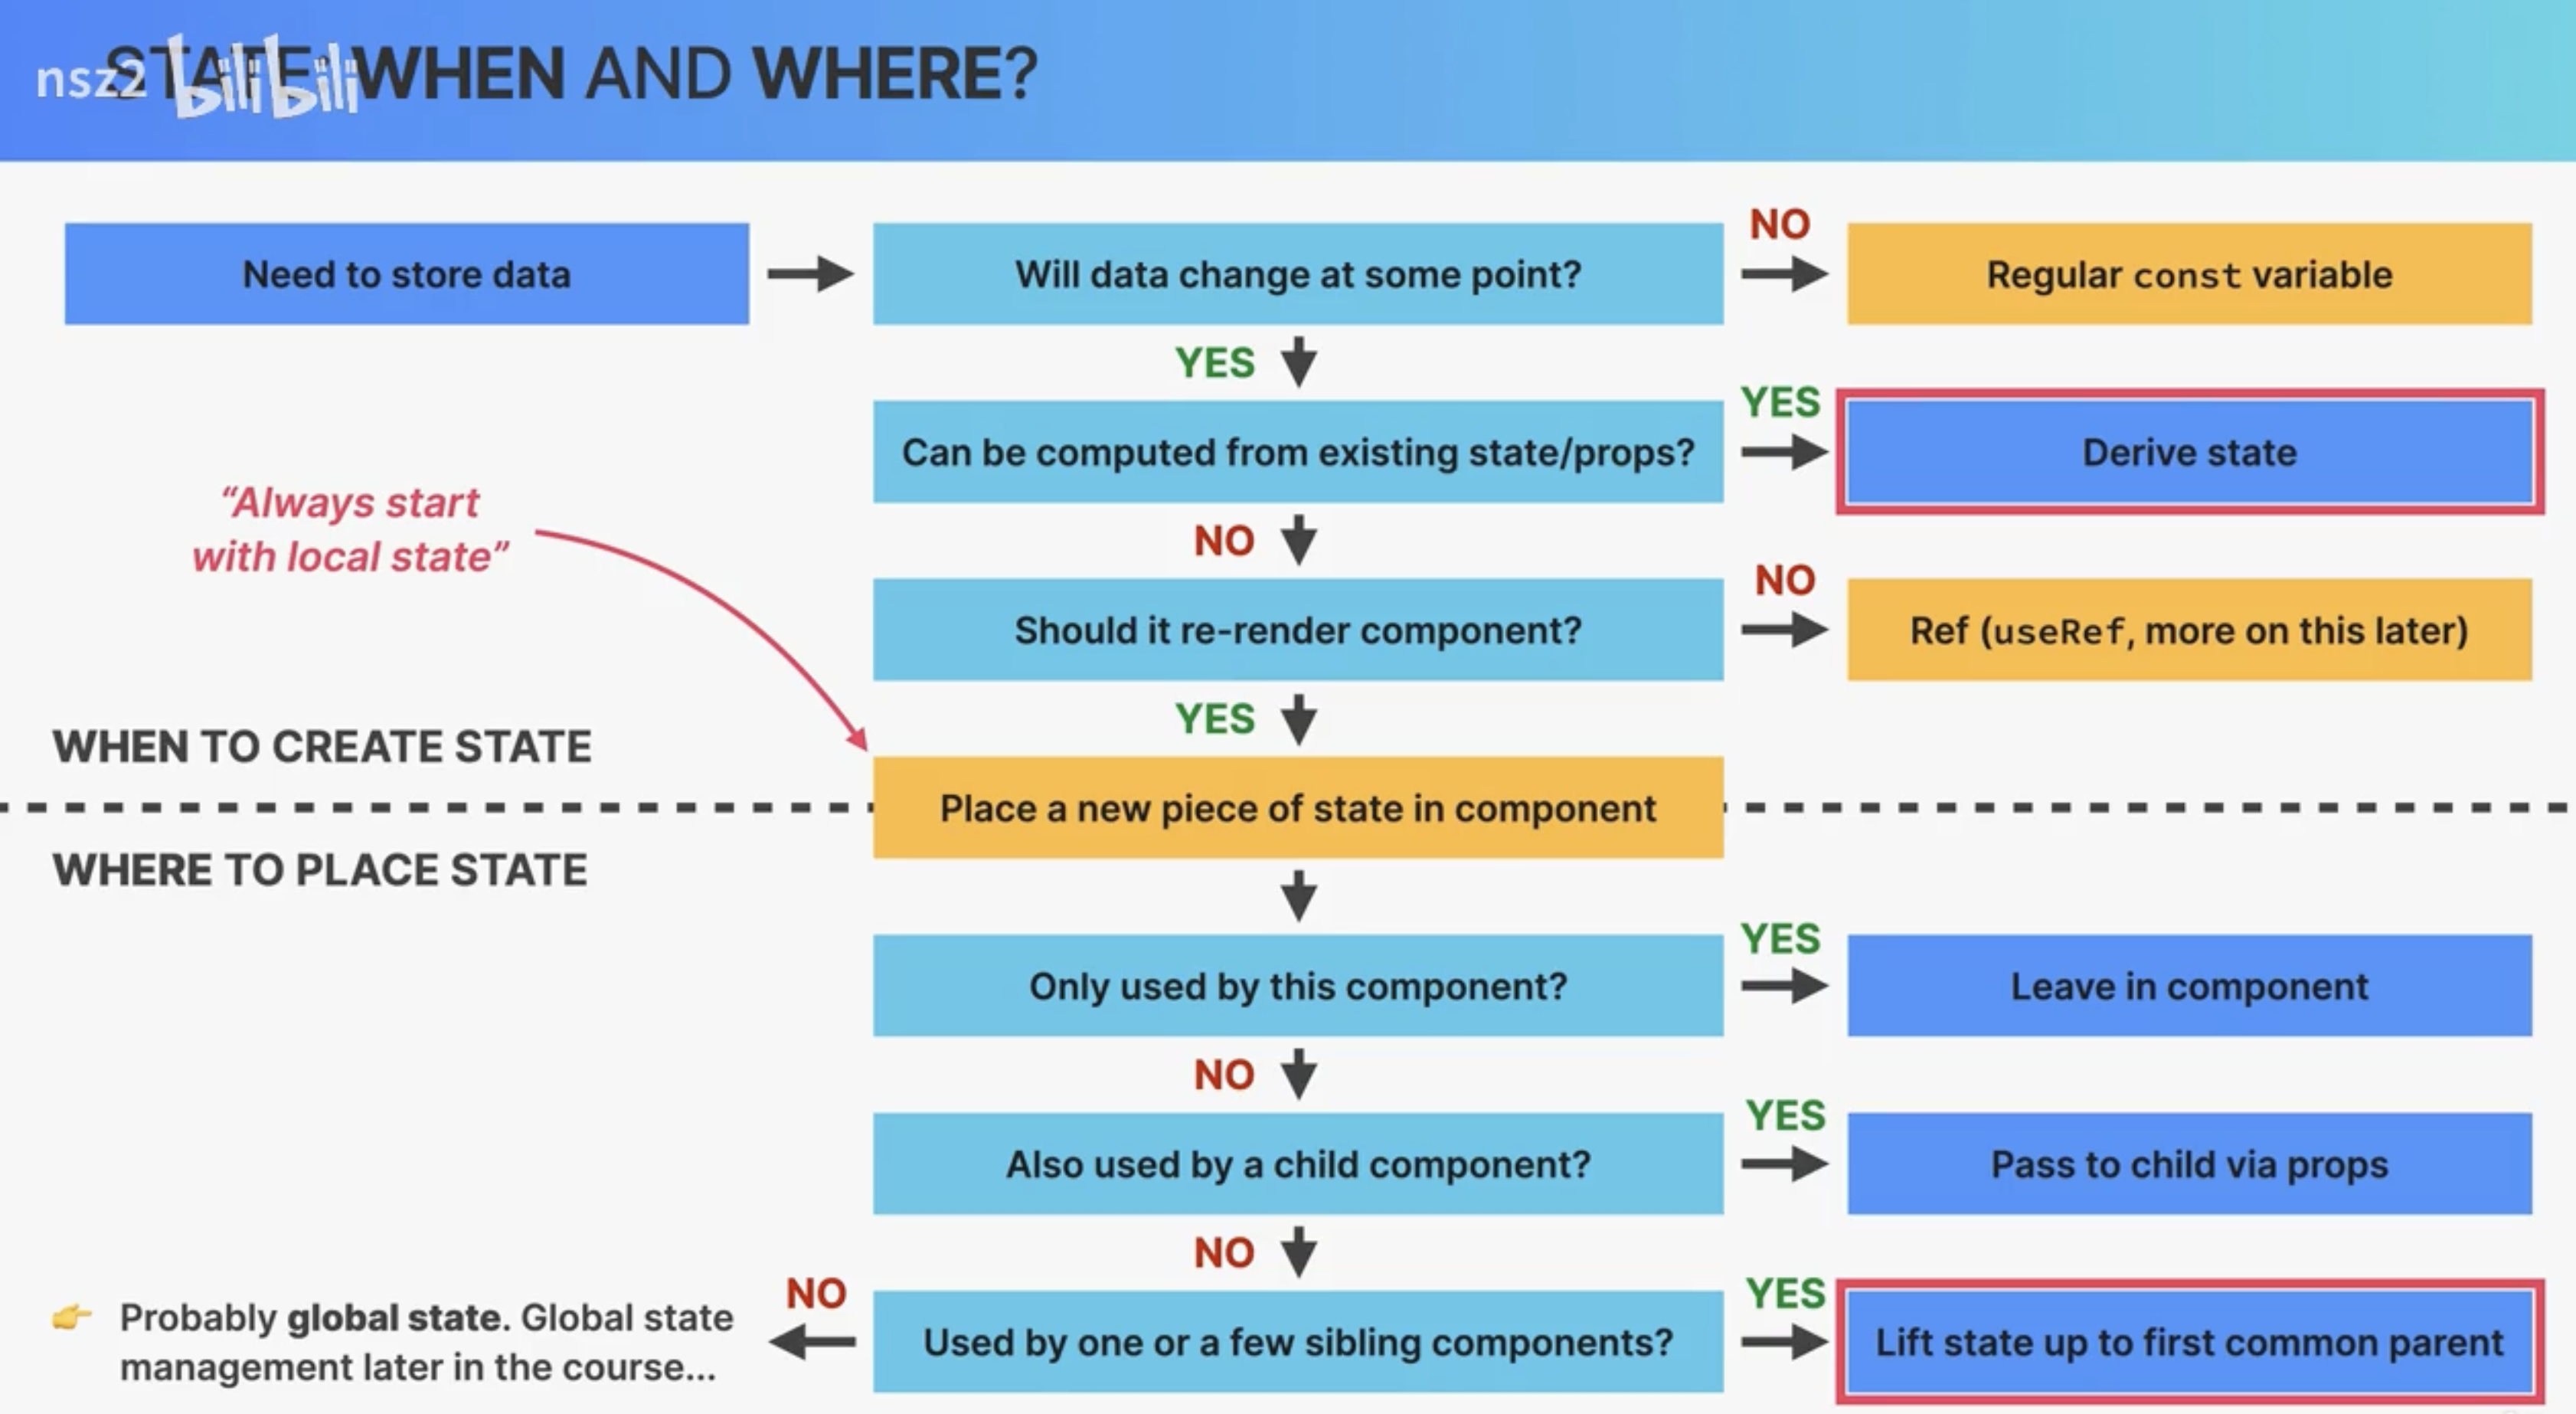 nsz2 bilibili
STATE: WHEN AND WHERE?
Need to store data
Will data change at some point?
NO
Regular const variable
YES
Can be computed from existing state/props?
YES
Derive state
“Always start
with local state”
NO
Should it re-render component?
NO
Ref (useRef, more on this later)
YES
WHEN TO CREATE STATE
Place a new piece of state in component
WHERE TO PLACE STATE
Only used by this component?
YES
Leave in component
NO
Also used by a child component?
YES
Pass to child via props
NO
Used by one or a few sibling components?
YES
Lift state up to first common parent
NO
👉 Probably global state. Global state
management later in the course...